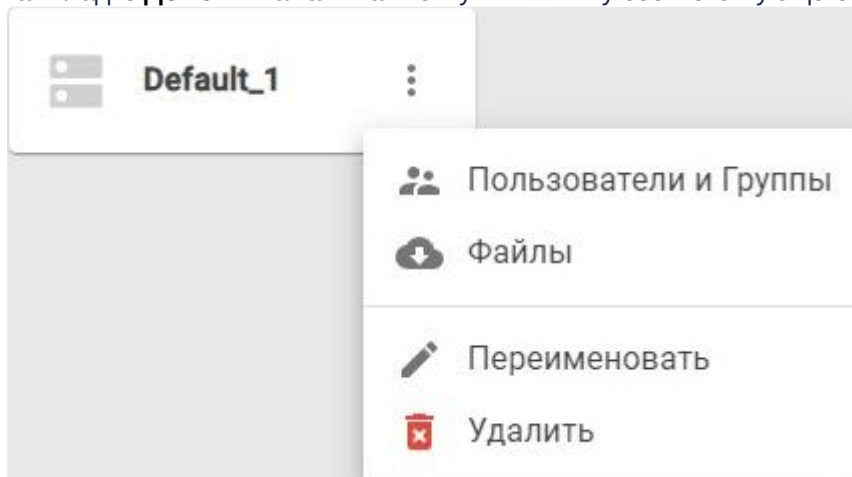 Default_1
Пользователи и Группы
Файлы
Переименовать
Удалить